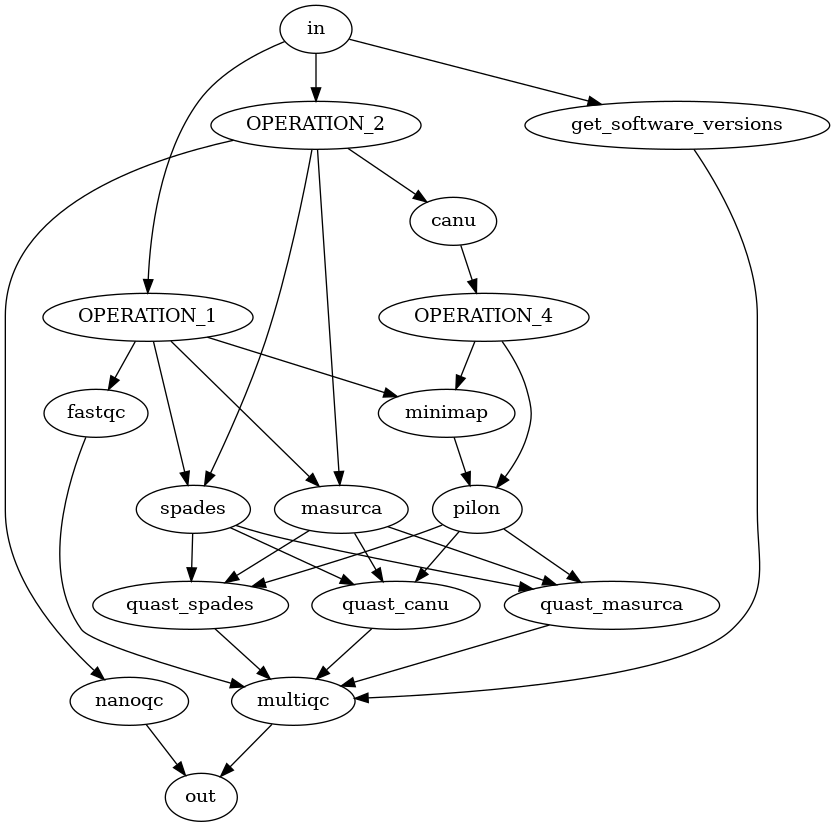 in
OPERATION_2
get_software_versions
canu
OPERATION_1
OPERATION_4
fastqc
minimap
spades
masurca
pilon
quast_spades
quast_canu
quast_masurca
nanoqc
multiqc
out